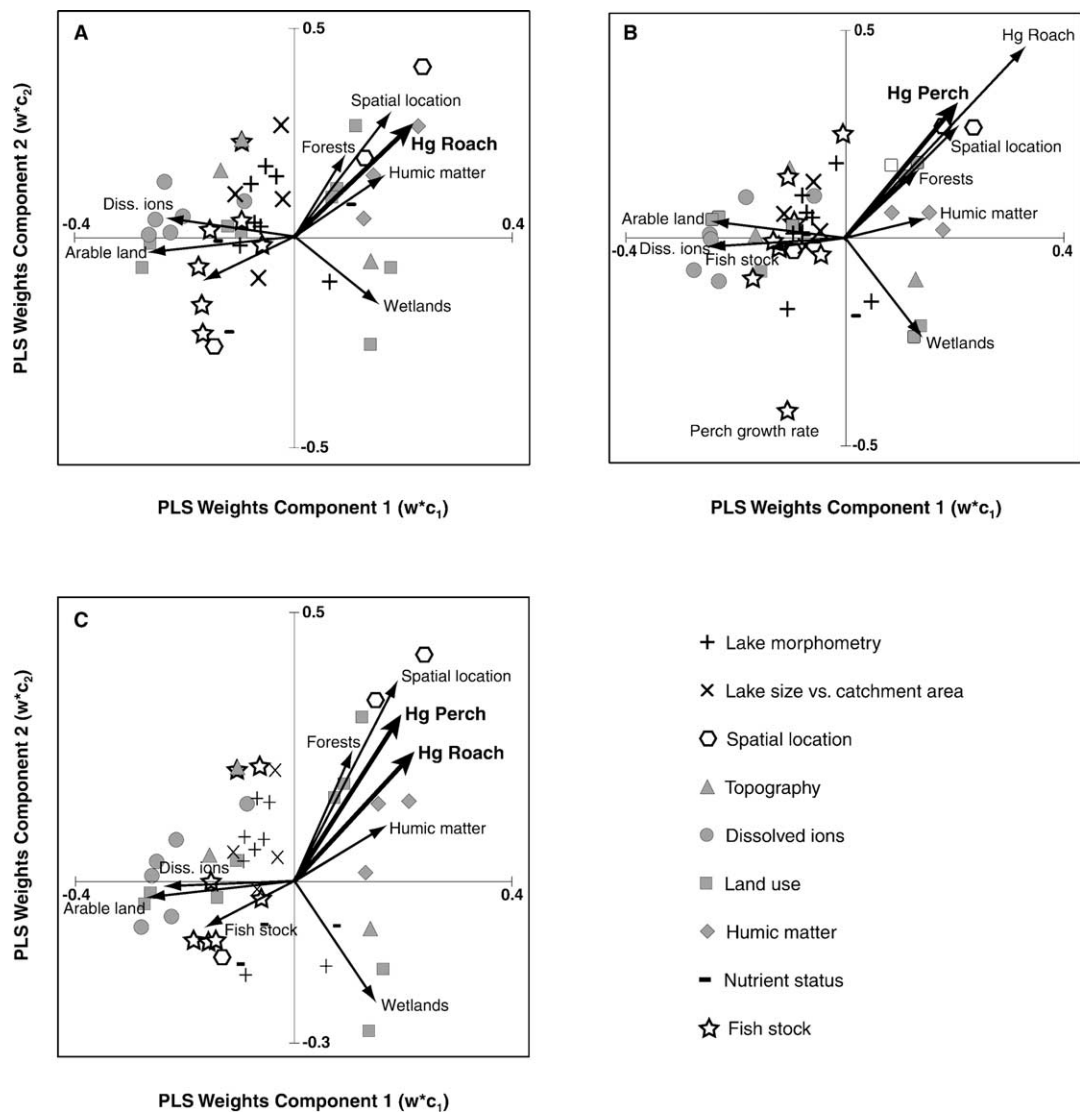 A
0.5
PLS Weights Component 2 (w*c2)
Spatial location
Forests
Hg Roach
Humic matter
Diss. ions
-0.4
0.4
Arable land
Wetlands
-0.5
PLS Weights Component 1 (w*c1)
B
0.5
Hg Roach
Hg Perch
Spatial location
Forests
Arable land
Humic matter
-0.4
Diss. ions
Fish stock
0.4
Wetlands
Perch growth rate
-0.5
PLS Weights Component 1 (w*c1)
C
0.5
PLS Weights Component 2 (w*c2)
Spatial location
Hg Perch
Forests
Hg Roach
Humic matter
Diss. ions
-0.4
0.4
Arable land
Fish stock
Wetlands
-0.3
PLS Weights Component 1 (w*c1)
Lake morphometry
Lake size vs. catchment area
Spatial location
Topography
Dissolved ions
Land use
Humic matter
Nutrient status
Fish stock